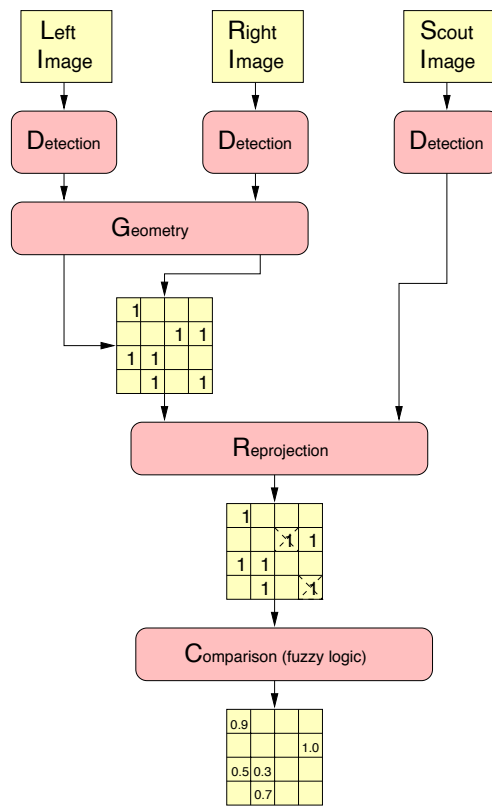 Left
Image
Right
Image
Scout
Image
Detection
Detection
Detection
Geometry
1
1 1
1 1
1 1
Reprojection
1
1 1
1 1
1 1
Comparison (fuzzy logic)
0.9
1.0
0.5 0.3
0.7